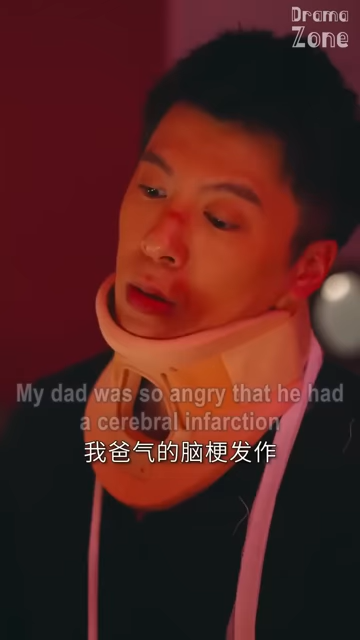 Drama
Zone
My dad was so angry that he had
a cerebral infarction
我爸气的脑梗发作